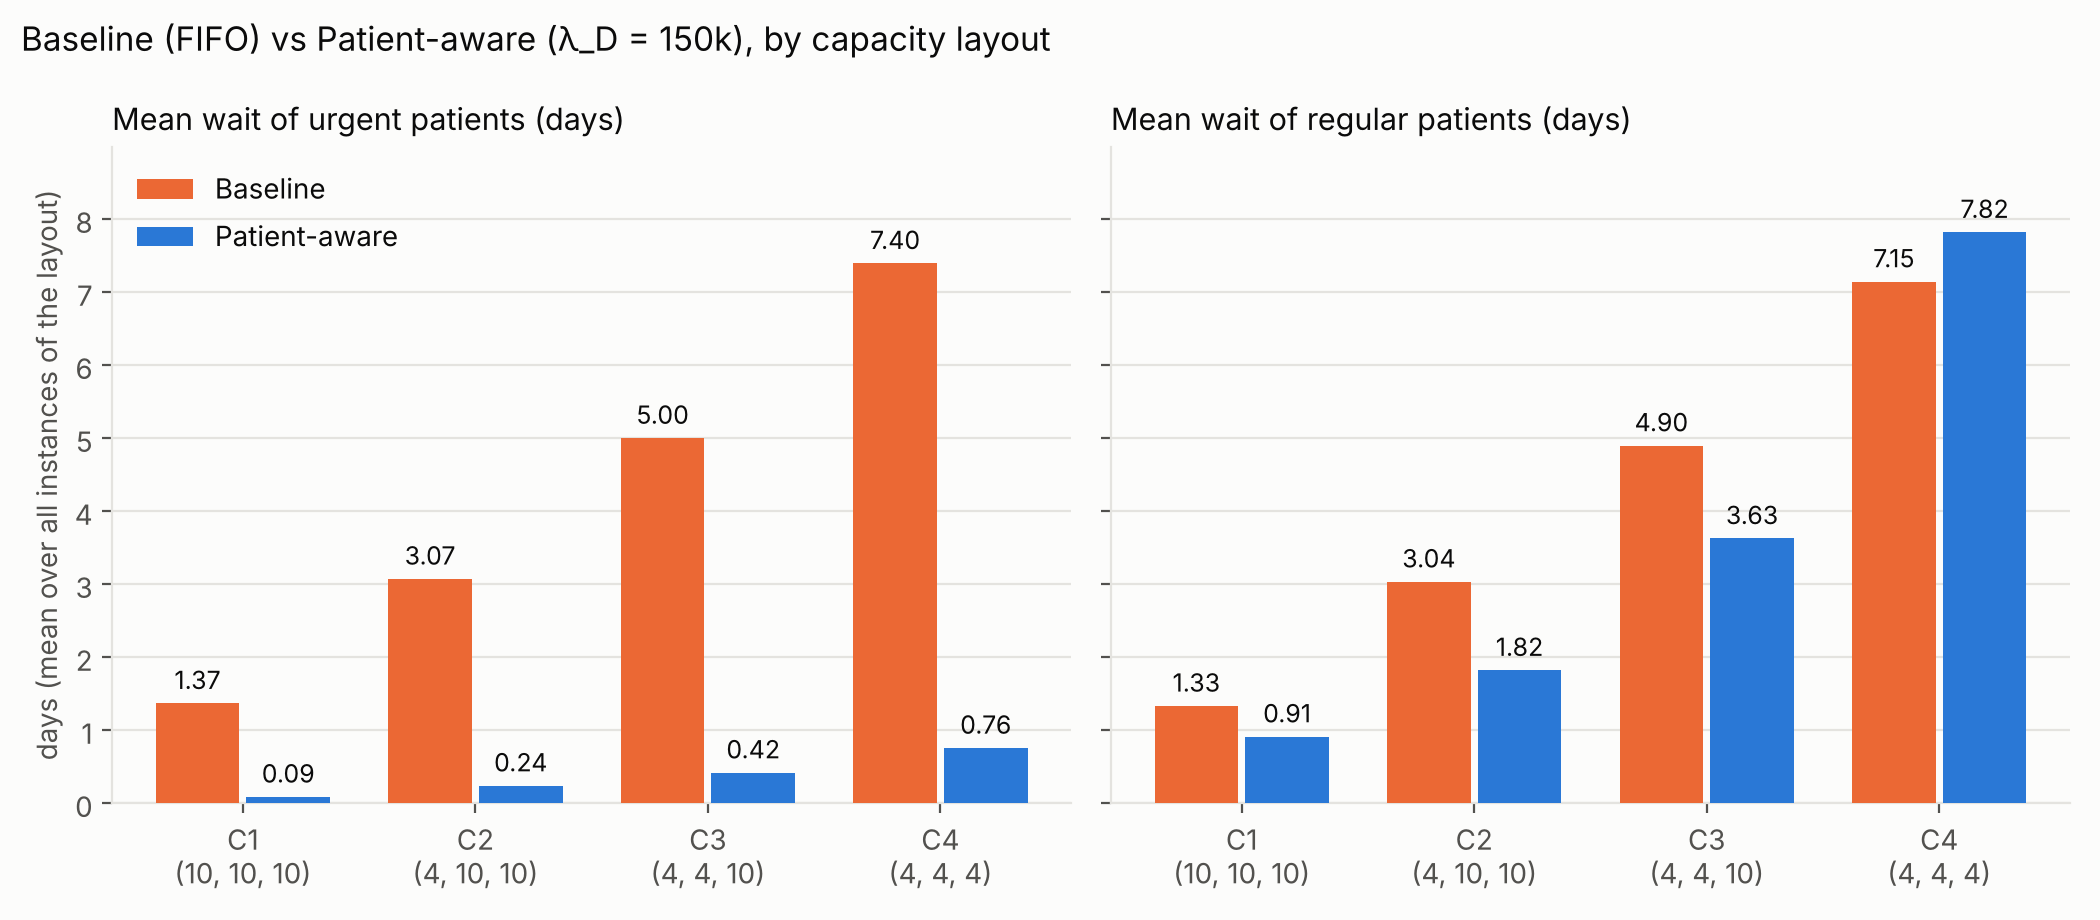 Baseline (FIFO) vs Patient-aware (λ_D = 150k), by capacity layout
Mean wait of urgent patients (days)
Baseline
Patient-aware
days (mean over all instances of the layout)
8
7
6
5
4
3
2
1
0
1.37
0.09
3.07
0.24
5.00
0.42
7.40
0.76
C1
(10, 10, 10)
C2
(4, 10, 10)
C3
(4, 4, 10)
C4
(4, 4, 4)
Mean wait of regular patients (days)
1.33
0.91
3.04
1.82
4.90
3.63
7.15
7.82
C1
(10, 10, 10)
C2
(4, 10, 10)
C3
(4, 4, 10)
C4
(4, 4, 4)